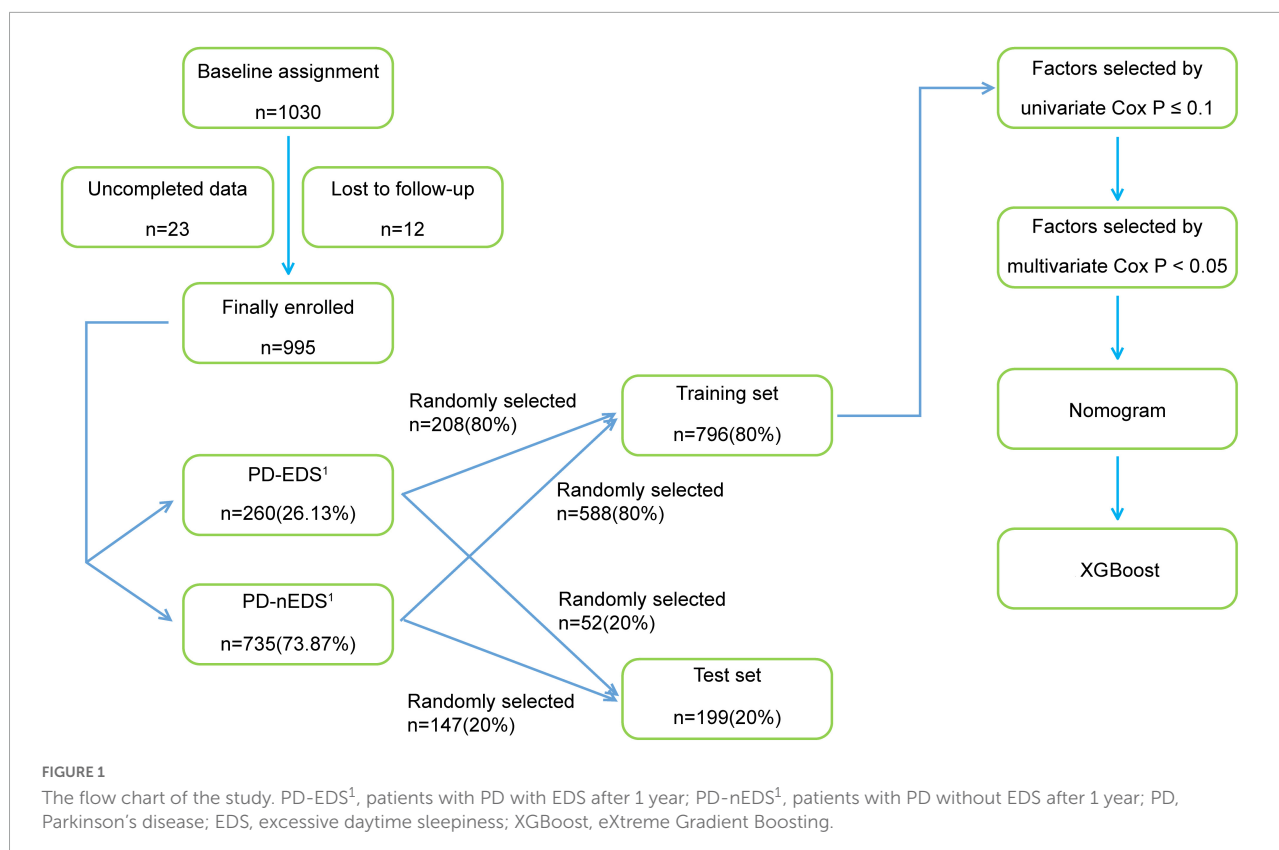 Baseline assignment
n=1030
Uncompleted data
n=23
Lost to follow-up
n=12
Finally enrolled
n=995
PD-EDS¹
n=260(26.13%)
PD-nEDS¹
n=735(73.87%)
Randomly selected
n=208(80%)
Randomly selected
n=588(80%)
Randomly selected
n=52(20%)
Randomly selected
n=147(20%)
Training set
n=796(80%)
Test set
n=199(20%)
Factors selected by
univariate Cox P ≤ 0.1
Factors selected by
multivariate Cox P < 0.05
Nomogram
XGBoost
FIGURE 1
The flow chart of the study. PD-EDS¹, patients with PD with EDS after 1 year; PD-nEDS¹, patients with PD without EDS after 1 year; PD,
Parkinson's disease; EDS, excessive daytime sleepiness; XGBoost, eXtreme Gradient Boosting.